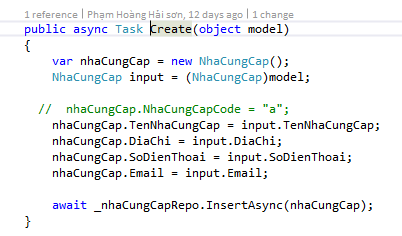 1 reference | Phạm Hoàng Hải sơn, 12 days ago | 1 change
public async Task Create(object model)
{
var nhaCungCap = new NhaCungCap();
NhaCungCap input = (NhaCungCap)model;
// nhaCungCap.NhaCungCapCode = "a";
nhaCungCap.TenNhaCungCap = input.TenNhaCungCap;
nhaCungCap.DiaChi = input.DiaChi;
nhaCungCap.SoDienThoai = input.SoDienThoai;
nhaCungCap.Email = input.Email;
await _nhaCungCapRepo.InsertAsync(nhaCungCap);
}